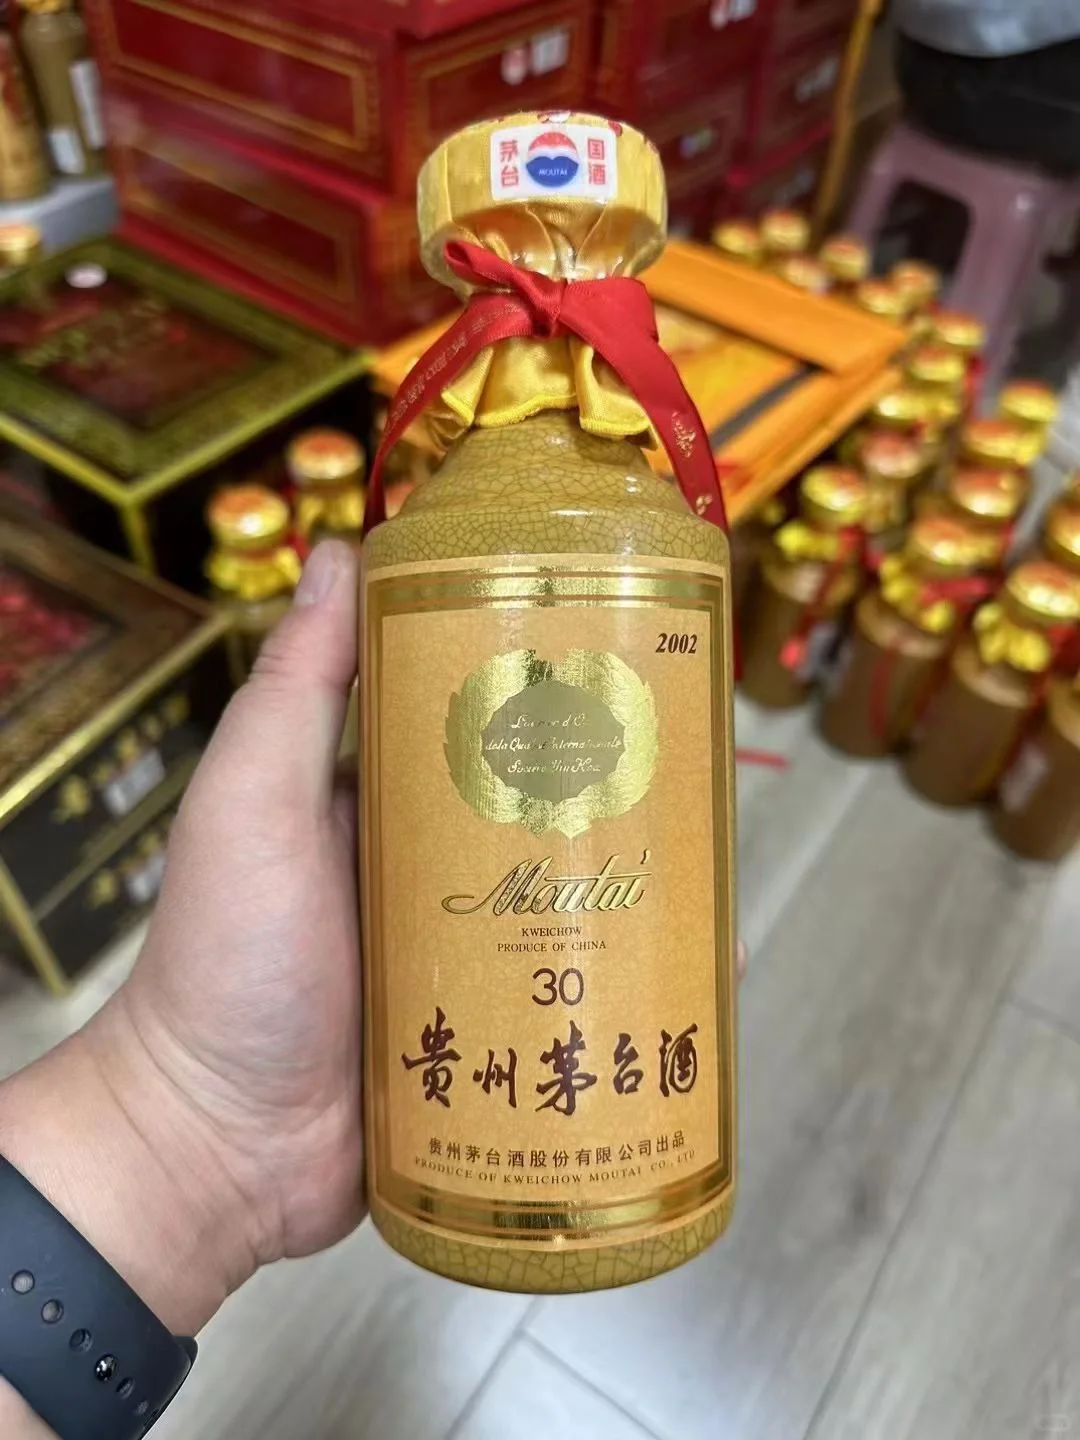 茅台 国酒
MOUTAI
2002
Moutai
KWEICHOW
PRODUCE OF CHINA
30
贵州茅台酒
贵州茅台酒股份有限公司出品
PRODUCE OF KWEICHOW MOUTAI CO., LTD